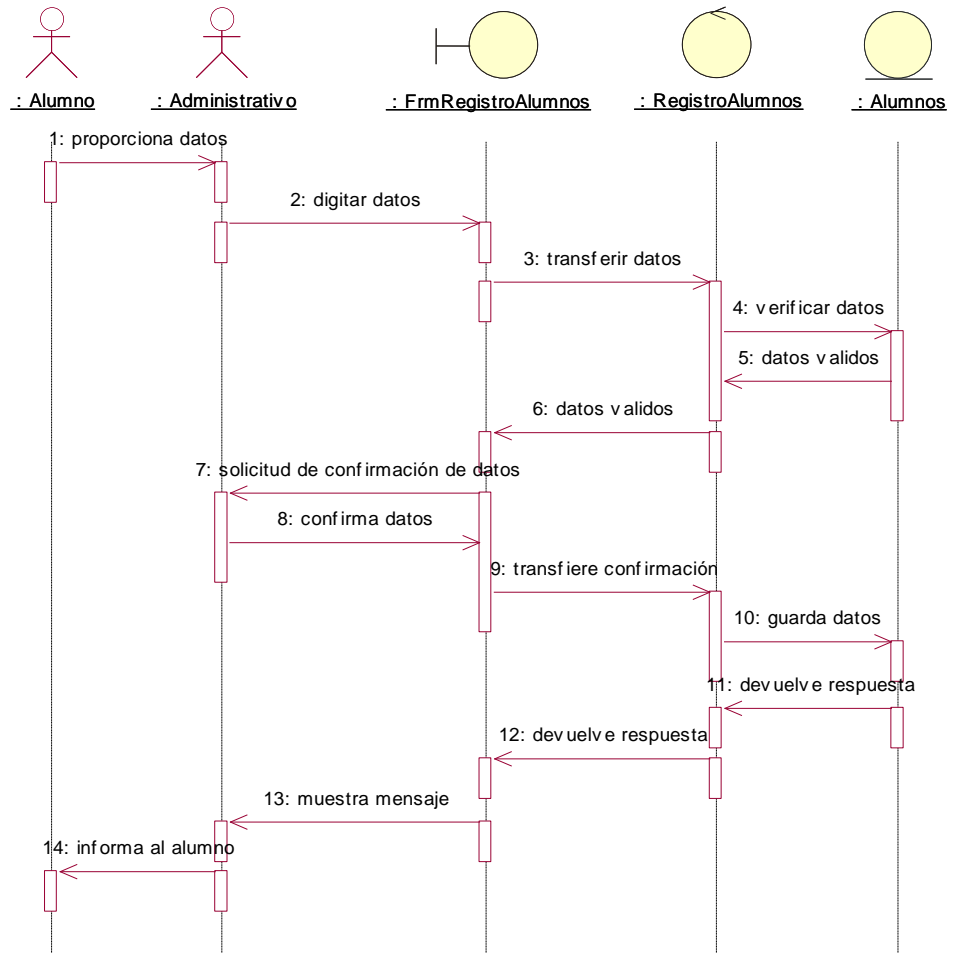 : Alumno
: Administrativo
: FrmRegistroAlumnos
: RegistroAlumnos
: Alumnos
1: proporciona datos
2: digitar datos
3: transferir datos
4: verificar datos
5: datos validos
6: datos validos
7: solicitud de confirmación de datos
8: confirma datos
9: transfiere confirmación
10: guarda datos
11: devuelve respuesta
12: devuelve respuesta
13: muestra mensaje
14: informa al alumno